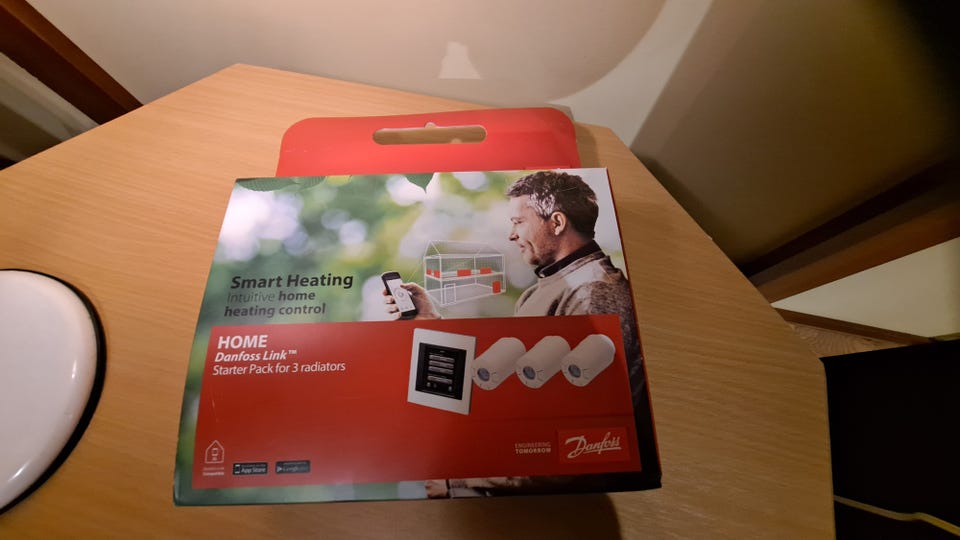 Smart Heating
Intuitive home
heating control
HOME
Danfoss Link™
Starter Pack for 3 radiators
ENGINEERING
TOMORROW
Danfoss
App Store